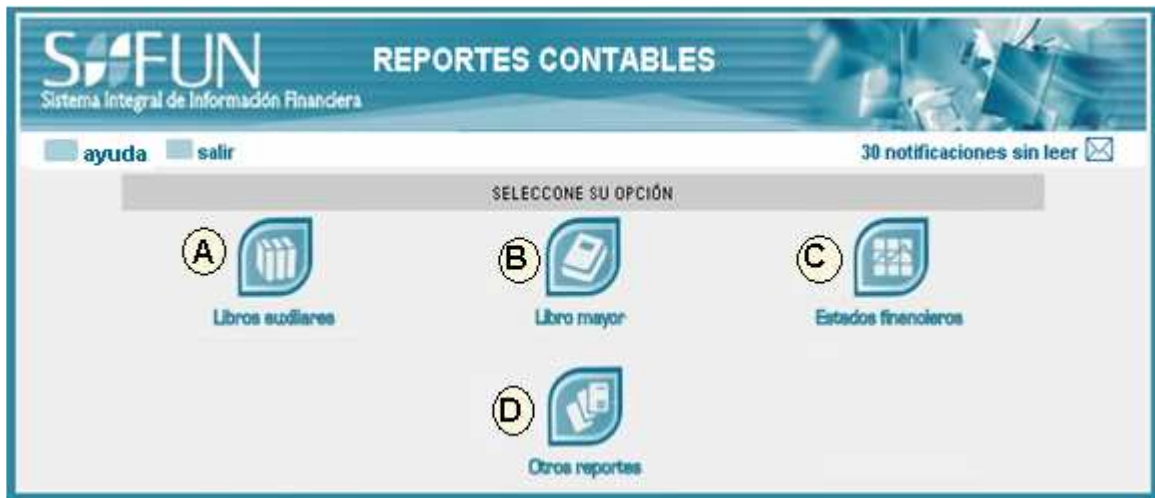 SIIFUN
REPORTES CONTABLES
Sistema Integral de Información Financiera
ayuda salir 30 notificaciones sin leer
SELECCONE SU OPCIÓN
A B C
Libros auxiliares Libro mayor Estados financieros
D
Otros reportes